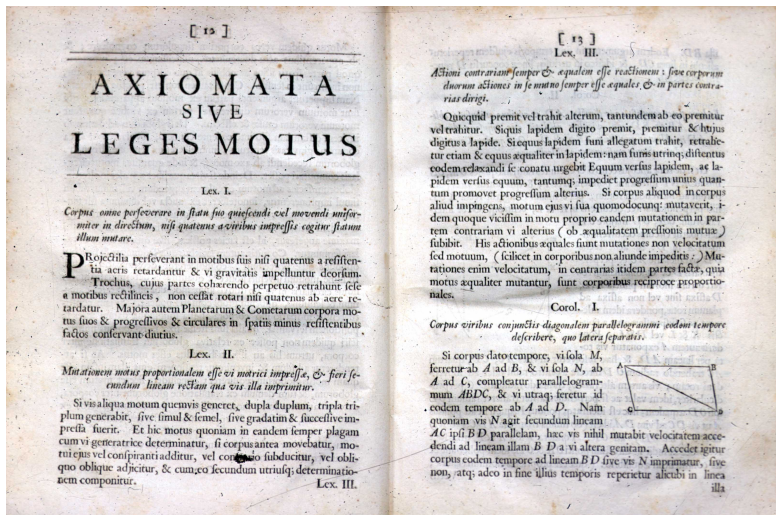 [ 12 ]
AXIOMATA
SIVE
LEGES MOTUS
Lex. I.
Corpus omne perseverare in statu suo quiescendi vel movendi unifor-
miter in directum, nisi quatenus a viribus impressis cogitur statum
illum mutare.
PRojectilia perseverant in motibus suis nisi quatenus a resisten-
tia aeris retardantur & vi gravitatis impelluntur deorsum.
Trochus, cujus partes cohærendo perpetuo retrahunt sese
a motibus rectilineis, non cessat rotari nisi quatenus ab aere re-
tardatur. Majora autem Planetarum & Cometarum corpora mo-
tus suos & progressivos & circulares in spatiis minus resistentibus
factos conservant diutius.
Lex. II.
Mutationem motus proportionalem esse vi motrici impressæ, & fieri se-
cundum lineam rectam qua vis illa imprimitur.
Si vis aliqua motum quemvis generet, dupla duplum, tripla tri-
plum generabit, sive simul & semel, sive gradatim & successive im-
pressa fuerit. Et hic motus quoniam in eandem semper plagam
cum vi generatrice determinatur, si corpus antea movebatur, mo-
tui ejus vel conspiranti additur, vel contrario subducitur, vel obli-
quo oblique adjicitur, & cum eo secundum utriusq; determinatio-
nem componitur.
Lex. III.
[ 13 ]
Lex. III.
Actioni contrariam semper & æqualem esse reactionem: sive corporum
duorum actiones in se mutuo semper esse æquales & in partes contra-
rias dirigi.
Quicquid premit vel trahit alterum, tantundem ab eo premitur
vel trahitur. Siquis lapidem digito premit, premitur & hujus
digitus a lapide. Si equus lapidem funi allegatum trahit, retrahe-
tur etiam & equus æqualiter in lapidem: nam funis utrinq; distentus
codem relaxandi se conatu urgebit Equum versus lapidem, ac la-
pidem versus equum, tantumq; impediet progressum unius quan-
tum promovet progressum alterius. Si corpus aliquod in corpus
aliud impingens, motum ejus vi sua quomodocunq; mutaverit, i-
dem quoque vicissim in motu proprio eandem mutationem in par-
tem contrariam vi alterius ( ob æqualitatem pressionis mutuæ )
subibit. His actionibus æquales fiunt mutationes non velocitatum
sed motuum, ( scilicet in corporibus non aliunde impeditis : ) Mu-
tationes enim velocitatum, in contrarias itidem partes factæ, quia
motus æqualiter mutantur, sunt corporibus reciproce proportio-
nales.
Corol. I.
Corpus viribus conjunctis diagonalem parallelogrammi eodem tempore
describere, quo latera separatis.
Si corpus dato tempore, vi sola M,
ferretur ab A ad B, & vi sola N, ab
A ad C, compleatur parallelogram-
mum ABDC, & vi utraq; feretur id
codem tempore ab A ad D. Nam
quoniam vis N agit secundum lineam
AC ipsi BD parallelam, hæc vis nihil mutabit velocitatem acce-
dendi ad lineam illam BD a vi altera genitam. Accedet igitur
corpus eodem tempore ad lineam BD sive vis N imprimatur, sive
non, atq; adeo in fine illius temporis reperietur alicubi in linea
illa
A
B
C
D